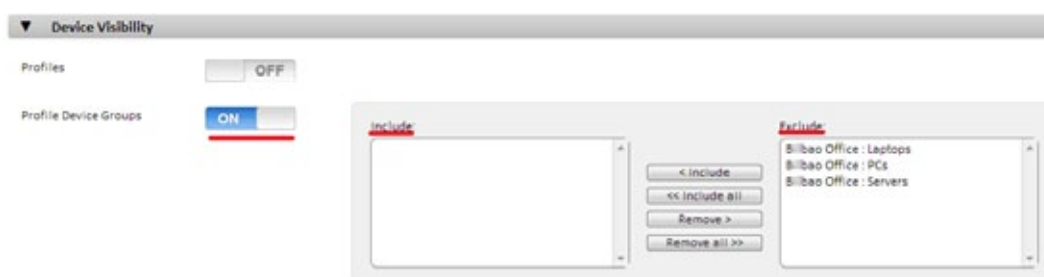 ▼ Device Visibility
Profiles
OFF
Profile Device Groups
ON
Include:
Exclude:
Bilbao Office : Laptops
Bilbao Office : PCs
Bilbao Office : Servers
< Include
<< Include all
Remove >
Remove all >>